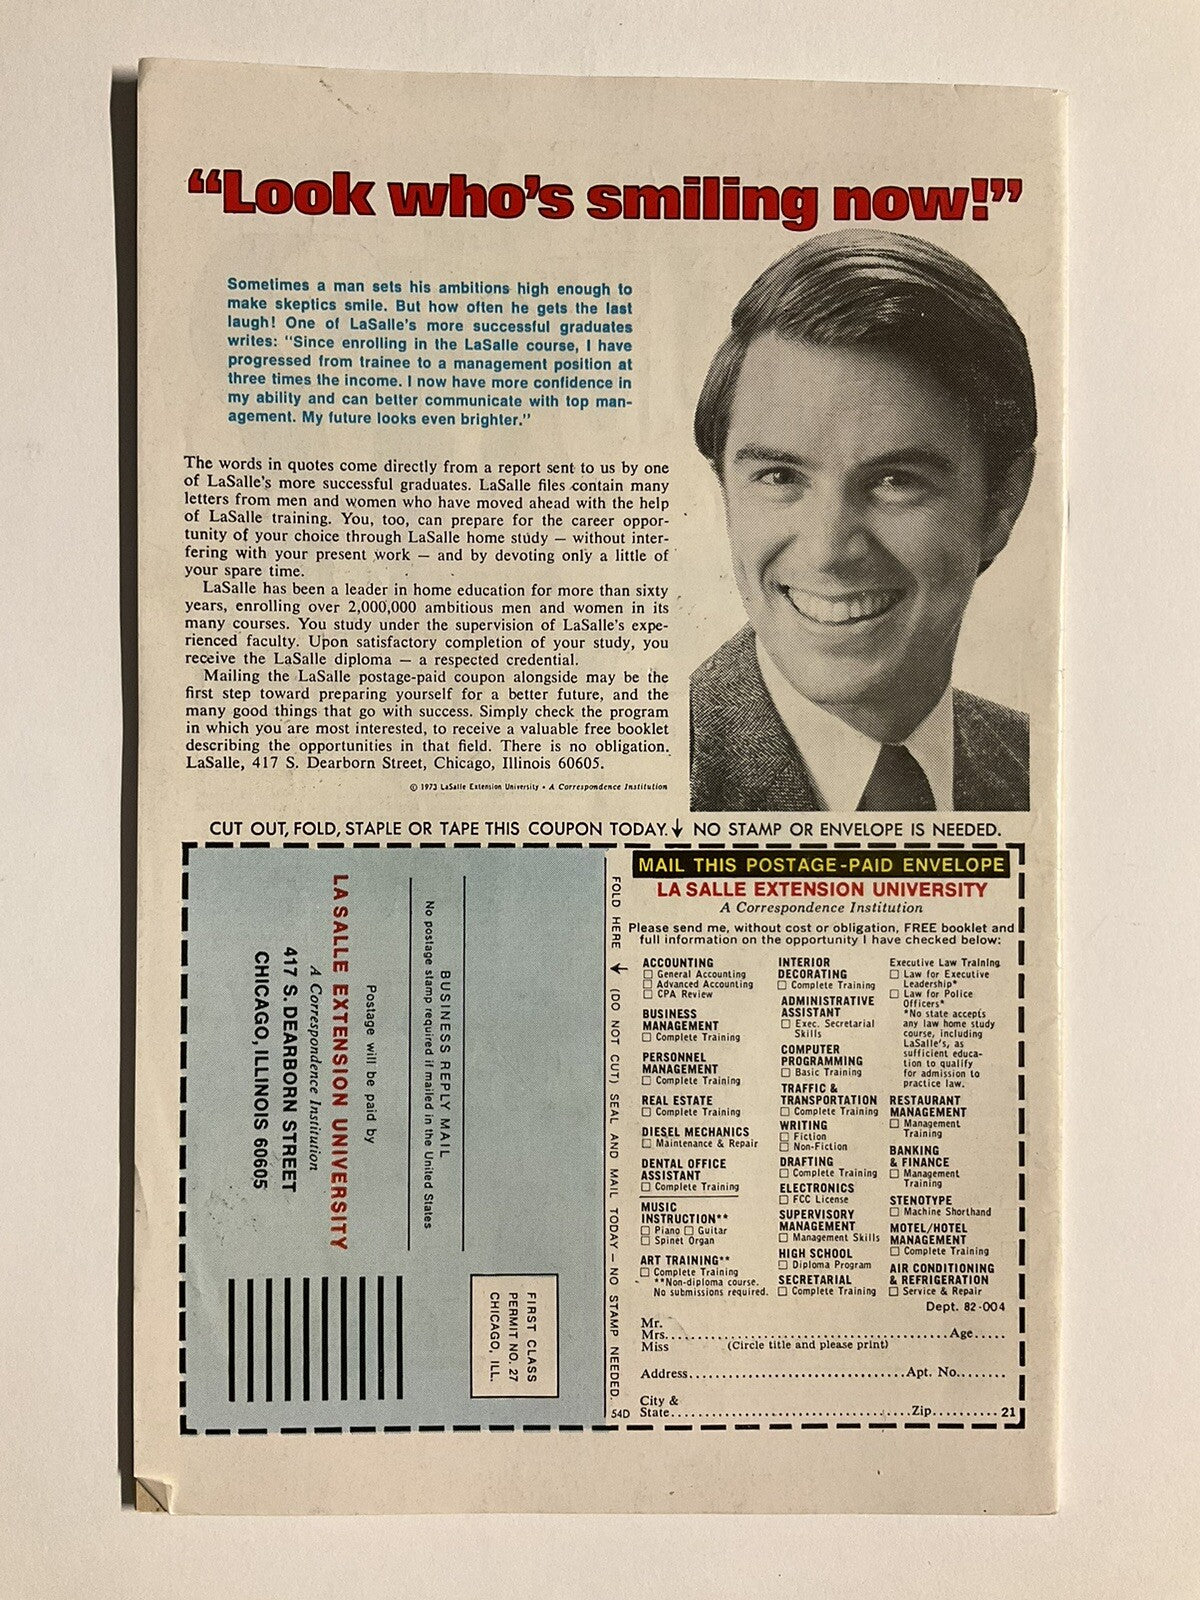 “Look who’s smiling now!”
Sometimes a man sets his ambitions high enough to
make skeptics smile. But how often he gets the last
laugh! One of LaSalle's more successful graduates
writes: "Since enrolling in the LaSalle course, I have
progressed from trainee to a management position at
three times the income. I now have more confidence in
my ability and can better communicate with top man-
agement. My future looks even brighter."
The words in quotes come directly from a report sent to us by one
of LaSalle's more successful graduates. LaSalle files contain many
letters from men and women who have moved ahead with the help
of LaSalle training. You, too, can prepare for the career oppor-
tunity of your choice through LaSalle home study — without inter-
fering with your present work — and by devoting only a little of
your spare time.
LaSalle has been a leader in home education for more than sixty
years, enrolling over 2,000,000 ambitious men and women in its
many courses. You study under the supervision of LaSalle's expe-
rienced faculty. Upon satisfactory completion of your study, you
receive the LaSalle diploma — a respected credential.
Mailing the LaSalle postage-paid coupon alongside may be the
first step toward preparing yourself for a better future, and the
many good things that go with success. Simply check the program
in which you are most interested, to receive a valuable free booklet
describing the opportunities in that field. There is no obligation.
LaSalle, 417 S. Dearborn Street, Chicago, Illinois 60605.
© 1973 LaSalle Extension University • A Correspondence Institution
CUT OUT, FOLD, STAPLE OR TAPE THIS COUPON TODAY. ↓ NO STAMP OR ENVELOPE IS NEEDED.
FIRST CLASS
PERMIT NO. 27
CHICAGO, ILL.
BUSINESS REPLY MAIL
No postage stamp required if mailed in the United States
Postage will be paid by
LA SALLE EXTENSION UNIVERSITY
A Correspondence Institution
417 S. DEARBORN STREET
CHICAGO, ILLINOIS 60605
FOLD HERE ↓ (DO NOT CUT) SEAL AND MAIL TODAY — NO STAMP NEEDED.
54D
MAIL THIS POSTAGE-PAID ENVELOPE
LA SALLE EXTENSION UNIVERSITY
A Correspondence Institution
Please send me, without cost or obligation, FREE booklet and
full information on the opportunity I have checked below:
ACCOUNTING
☐ General Accounting
☐ Advanced Accounting
☐ CPA Review
BUSINESS
MANAGEMENT
☐ Complete Training
PERSONNEL
MANAGEMENT
☐ Complete Training
REAL ESTATE
☐ Complete Training
DIESEL MECHANICS
☐ Maintenance & Repair
DENTAL OFFICE
ASSISTANT
☐ Complete Training
MUSIC
INSTRUCTION**
☐ Piano ☐ Guitar
☐ Spinet Organ
ART TRAINING**
☐ Complete Training
**Non-diploma course.
No submissions required.
INTERIOR
DECORATING
☐ Complete Training
ADMINISTRATIVE
ASSISTANT
☐ Exec. Secretarial
Skills
COMPUTER
PROGRAMMING
☐ Basic Training
TRAFFIC &
TRANSPORTATION
☐ Complete Training
WRITING
☐ Fiction
☐ Non-Fiction
DRAFTING
☐ Complete Training
ELECTRONICS
☐ FCC License
SUPERVISORY
MANAGEMENT
☐ Management Skills
HIGH SCHOOL
☐ Diploma Program
SECRETARIAL
☐ Complete Training
Executive Law Training
☐ Law for Executive
Leadership*
☐ Law for Police
Officers*
*No state accepts
any law home study
course, including
LaSalle's, as
sufficient educa-
tion to qualify
for admission to
practice law.
RESTAURANT
MANAGEMENT
☐ Management
Training
BANKING
& FINANCE
☐ Management
Training
STENOTYPE
☐ Machine Shorthand
MOTEL/HOTEL
MANAGEMENT
☐ Complete Training
AIR CONDITIONING
& REFRIGERATION
☐ Service & Repair
Dept. 82-004
Mr.
Mrs. Age
Miss (Circle title and please print)
Address Apt. No.
City &
State Zip 21